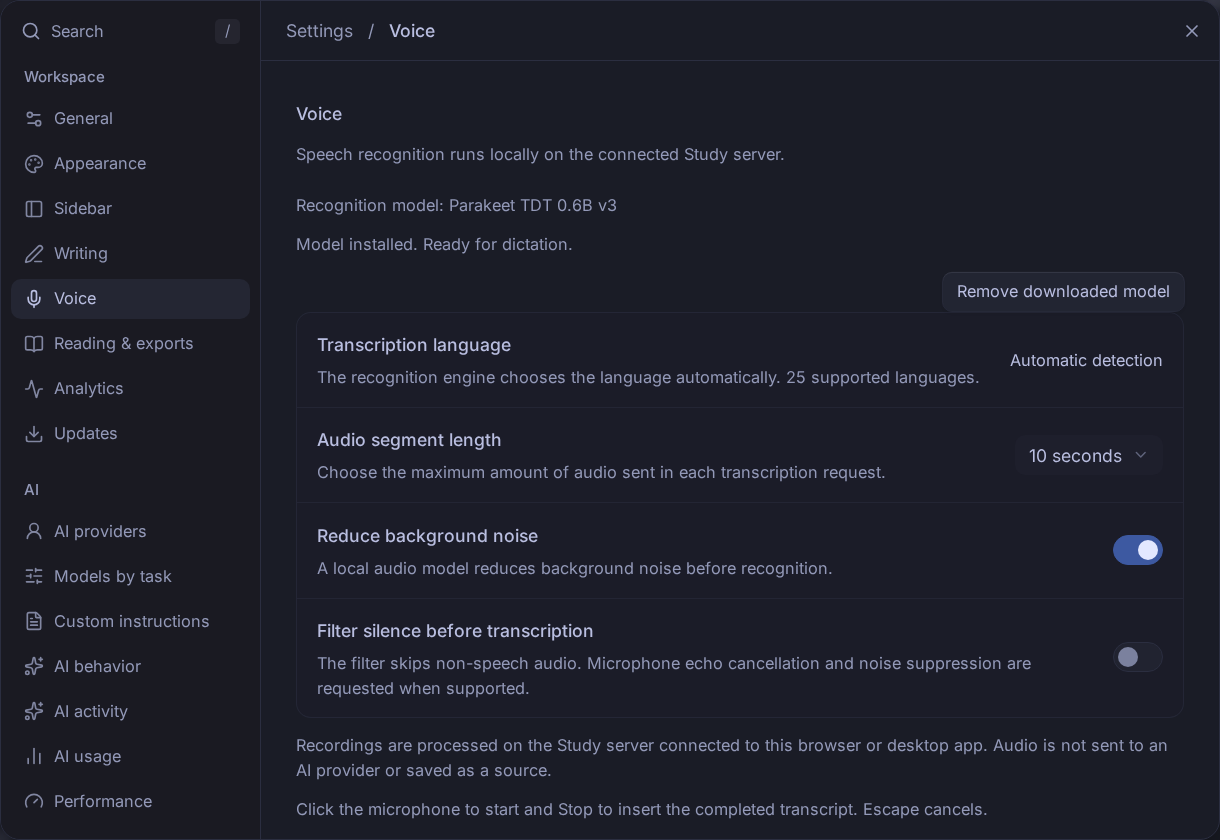 Search /
Workspace
General
Appearance
Sidebar
Writing
Voice
Reading & exports
Analytics
Updates
AI
AI providers
Models by task
Custom instructions
AI behavior
AI activity
AI usage
Performance
Settings / Voice
Voice
Speech recognition runs locally on the connected Study server.
Recognition model: Parakeet TDT 0.6B v3
Model installed. Ready for dictation.
Remove downloaded model
Transcription language
The recognition engine chooses the language automatically. 25 supported languages.
Automatic detection
Audio segment length
Choose the maximum amount of audio sent in each transcription request.
10 seconds
Reduce background noise
A local audio model reduces background noise before recognition.
Filter silence before transcription
The filter skips non-speech audio. Microphone echo cancellation and noise suppression are
requested when supported.
Recordings are processed on the Study server connected to this browser or desktop app. Audio is not sent to an
AI provider or saved as a source.
Click the microphone to start and Stop to insert the completed transcript. Escape cancels.